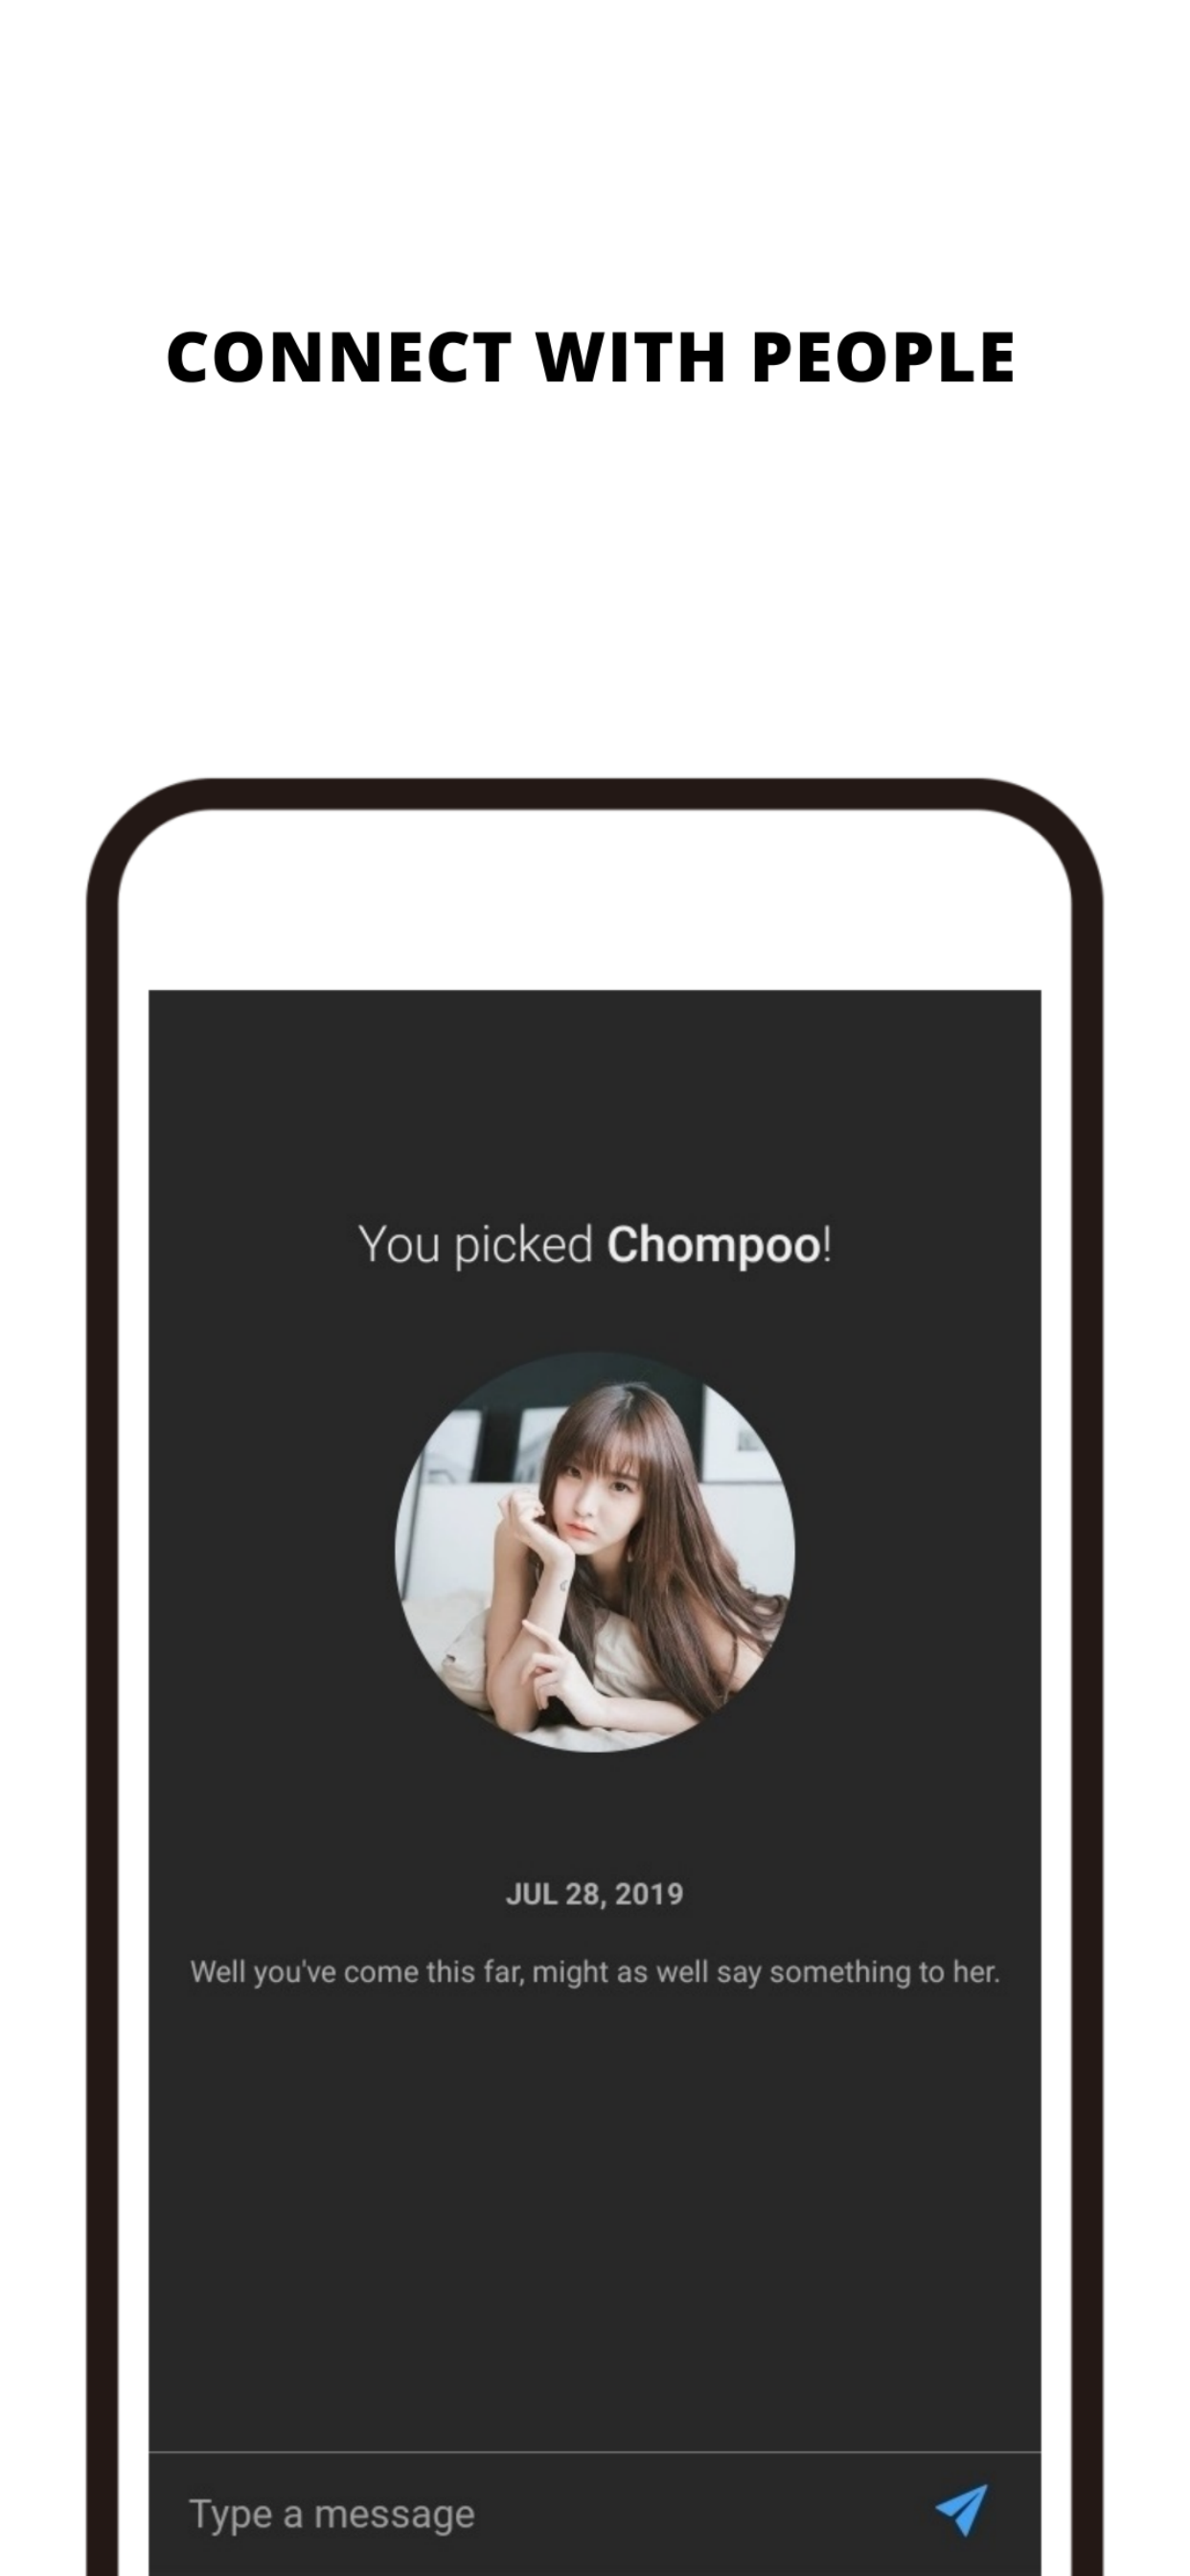 CONNECT WITH PEOPLE
You picked Chompoo!
JUL 28, 2019
Well you've come this far, might as well say something to her.
Type a message